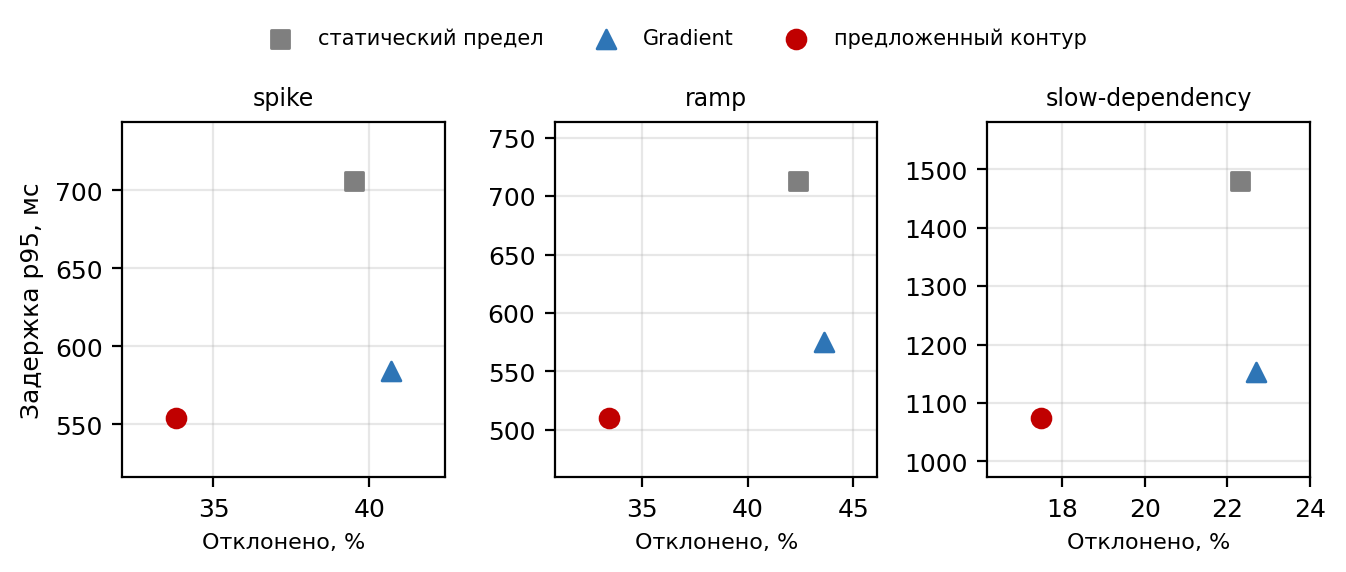 статический предел Gradient предложенный контур
spike ramp slow-dependency
Задержка p95, мс
700
650
600
550
35 40
Отклонено, %
750
700
650
600
550
500
35 40 45
Отклонено, %
1500
1400
1300
1200
1100
1000
18 20 22 24
Отклонено, %